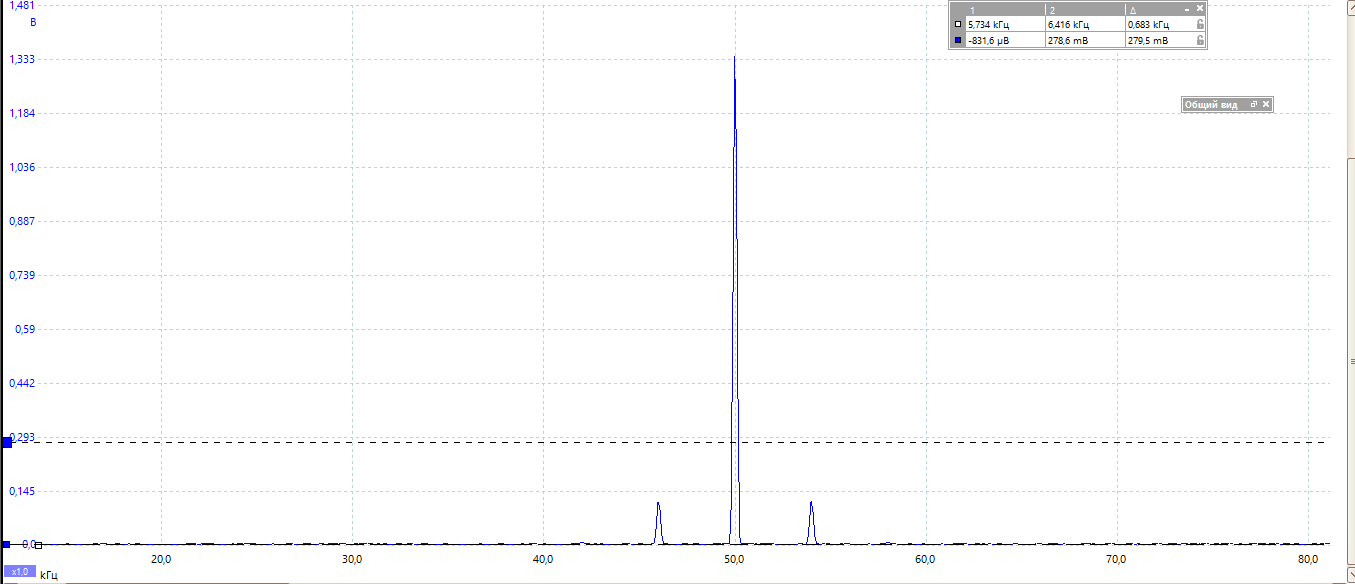 1,481
В
1 2 Δ
5,734 кГц 6,416 кГц 0,683 кГц
-831,6 µВ 278,6 mВ 279,5 mВ
1,333
Общий вид
1,184
1,036
0,887
0,739
0,59
0,442
0,293
0,145
0,0
20,0 30,0 40,0 50,0 60,0 70,0 80,0
x1,0 кГц